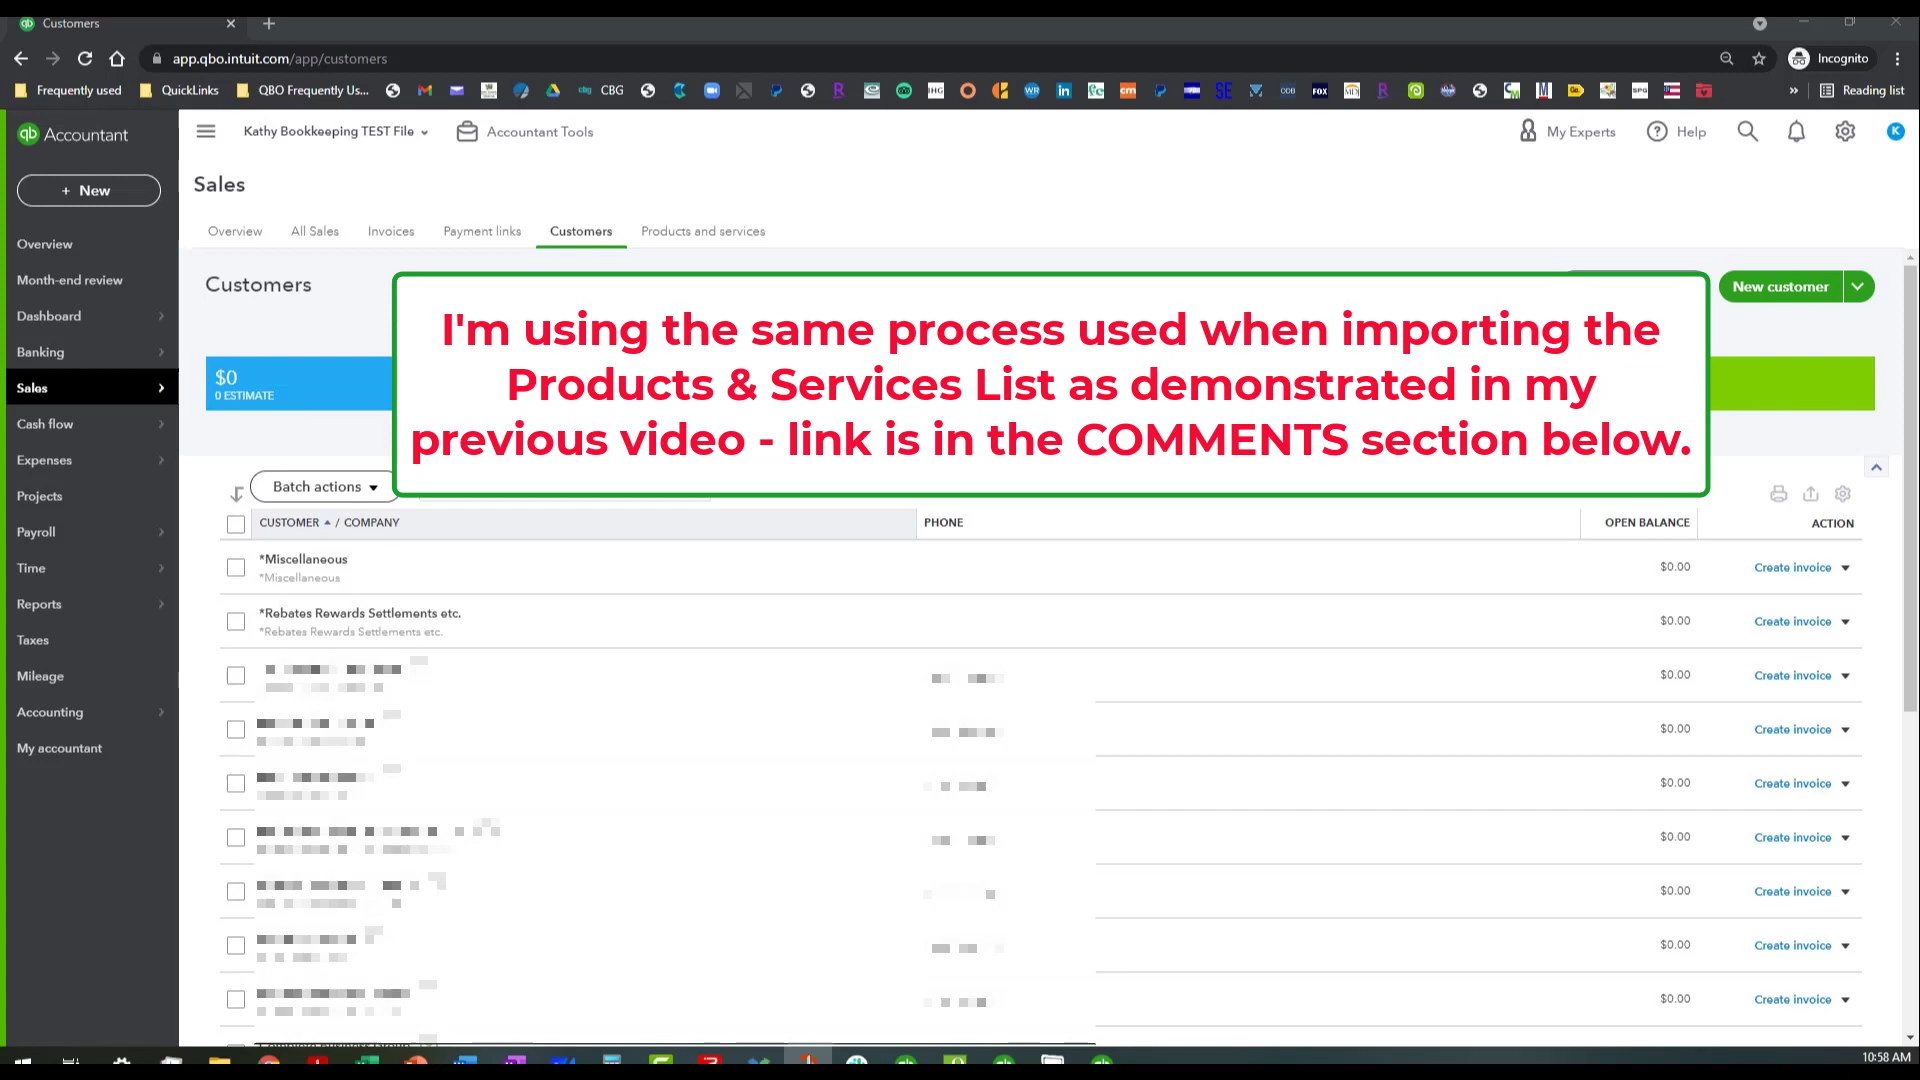 Customers
app.qbo.intuit.com/app/customers
Incognito
Frequently used
QuickLinks
QBO Frequently Us...
CBG
Reading list
qb Accountant
Kathy Bookkeeping TEST File
Accountant Tools
My Experts
Help
K
+ New
Sales
Overview
All Sales
Invoices
Payment links
Customers
Products and services
Overview
Month-end review
Dashboard
Banking
Sales
Cash flow
Expenses
Projects
Payroll
Time
Reports
Taxes
Mileage
Accounting
My accountant
Customers
New customer
$0
0 ESTIMATE
I'm using the same process used when importing the
Products & Services List as demonstrated in my
previous video - link is in the COMMENTS section below.
Batch actions
CUSTOMER / COMPANY
PHONE
OPEN BALANCE
ACTION
*Miscellaneous
*Miscellaneous
$0.00
Create invoice
*Rebates Rewards Settlements etc.
*Rebates Rewards Settlements etc.
$0.00
Create invoice
$0.00
Create invoice
$0.00
Create invoice
$0.00
Create invoice
$0.00
Create invoice
$0.00
Create invoice
$0.00
Create invoice
$0.00
Create invoice
10:58 AM